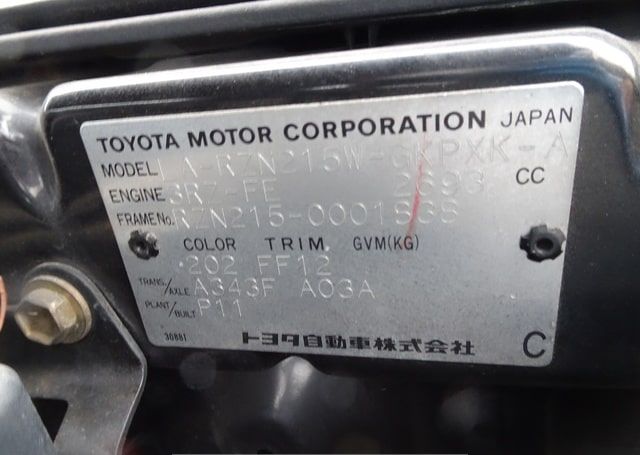 TOYOTA MOTOR CORPORATION JAPAN
MODEL LA-RZN215W-GKPXK-A
ENGINE 3RZ-FE 2693 CC
FRAME No.
COLOR TRIM GVM(KG)
202 FF12
TRANS./AXLE A343F A03A
PLANT/BUILT P11
30881
トヨタ自動車株式会社 C